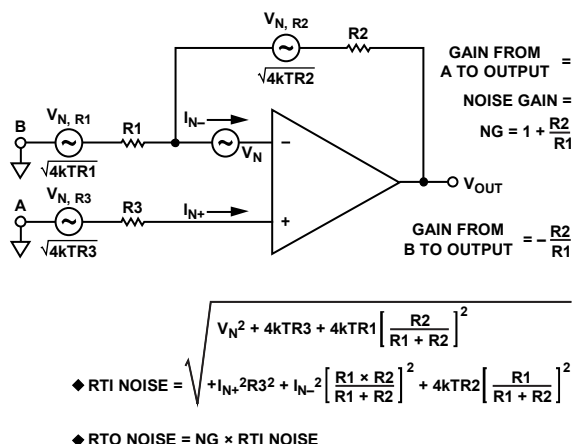 V_N, R2
R2
√4kTR2
GAIN FROM
A TO OUTPUT =
NOISE GAIN =
NG = 1 + R2/R1
V_N, R1
B
R1
I_N–
√4kTR1
V_N
–
V_OUT
V_N, R3
A
R3
I_N+
+
√4kTR3
GAIN FROM
B TO OUTPUT = – R2/R1
◆ RTI NOISE = √ V_N² + 4kTR3 + 4kTR1 [R2/(R1 + R2)]²
+I_N+²R3² + I_N–² [(R1 × R2)/(R1 + R2)]² + 4kTR2 [R1/(R1 + R2)]²
◆ RTO NOISE = NG × RTI NOISE